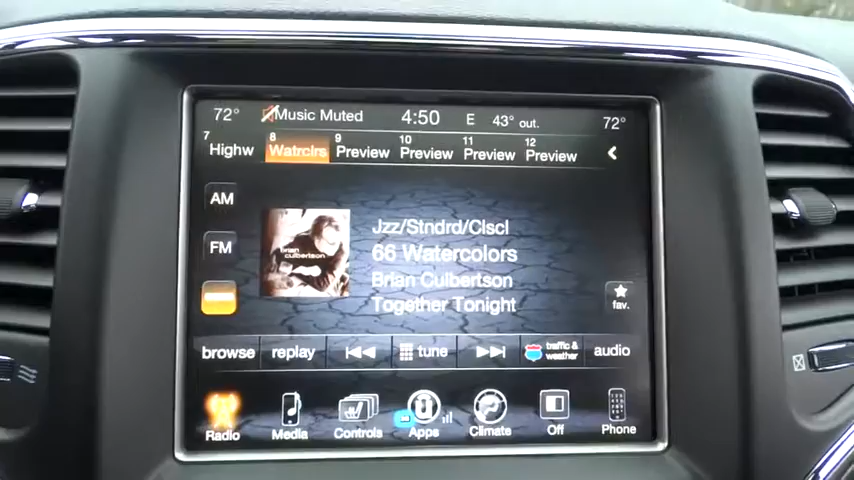 72° Music Muted 4:50 E 43° out. 72°
7 Highw 8 Watrclrs 9 Preview 10 Preview 11 Preview 12 Preview
AM
FM
Jzz/Stndrd/Clscl
66 Watercolors
Brian Culbertson
Together Tonight
brian
culbertson
fav.
browse replay tune traffic & weather audio
Radio Media Controls Apps Climate Off Phone